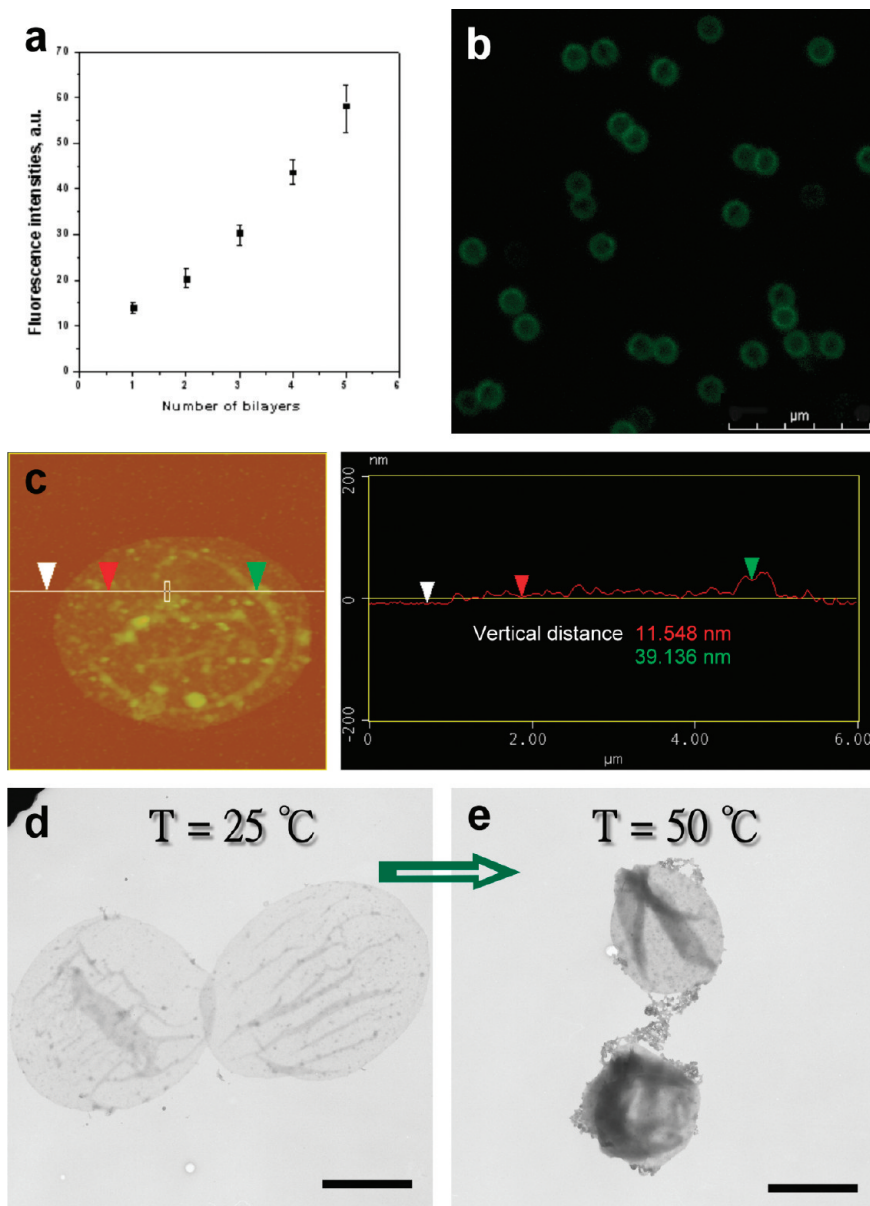 a
70
60
50
40
30
20
10
0
0 1 2 3 4 5 6
Fluorescence intensities, a.u.
Number of bilayers
b
µm
c
nm
200
0
-200
Vertical distance 11.548 nm
39.136 nm
0 2.00 4.00 6.00
µm
d
T = 25 ℃
e
T = 50 ℃